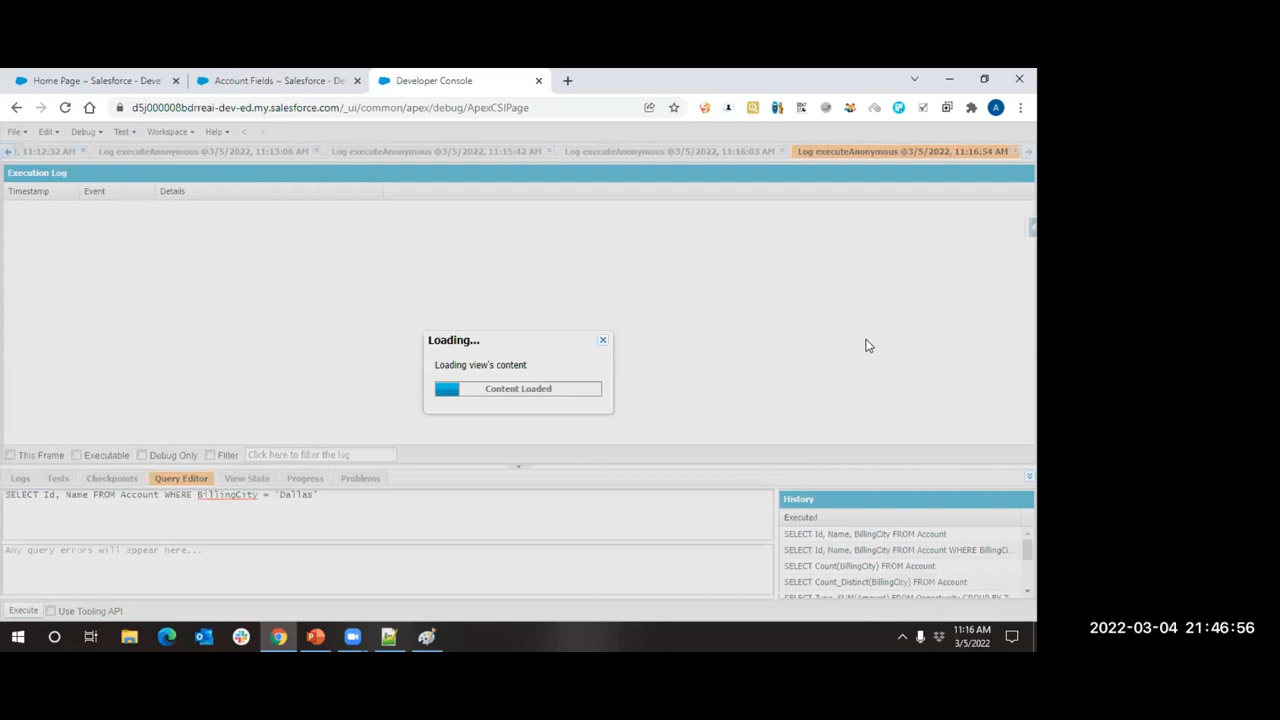 Home Page ~ Salesforce - Deve
Account Fields ~ Salesforce - De
Developer Console
d5j000008bdrreai-dev-ed.my.salesforce.com/_ui/common/apex/debug/ApexCSIPage
A
File Edit Debug Test Workspace Help < >
, 11:12:32 AM
Log executeAnonymous @3/5/2022, 11:13:06 AM
Log executeAnonymous @3/5/2022, 11:15:42 AM
Log executeAnonymous @3/5/2022, 11:16:03 AM
Log executeAnonymous @3/5/2022, 11:16:54 AM
Execution Log
Timestamp Event Details
Loading...
Loading view's content
Content Loaded
This Frame Executable Debug Only Filter Click here to filter the log
Logs Tests Checkpoints Query Editor View State Progress Problems
SELECT Id, Name FROM Account WHERE BillingCity = 'Dallas'
Any query errors will appear here...
History
Executed
SELECT Id, Name, BillingCity FROM Account
SELECT Id, Name, BillingCity FROM Account WHERE BillingCi...
SELECT Count(BillingCity) FROM Account
SELECT Count_Distinct(BillingCity) FROM Account
SELECT Type, SUM(Amount) FROM Opportunity GROUP BY T...
Execute Use Tooling API
11:16 AM
3/5/2022
2022-03-04 21:46:56